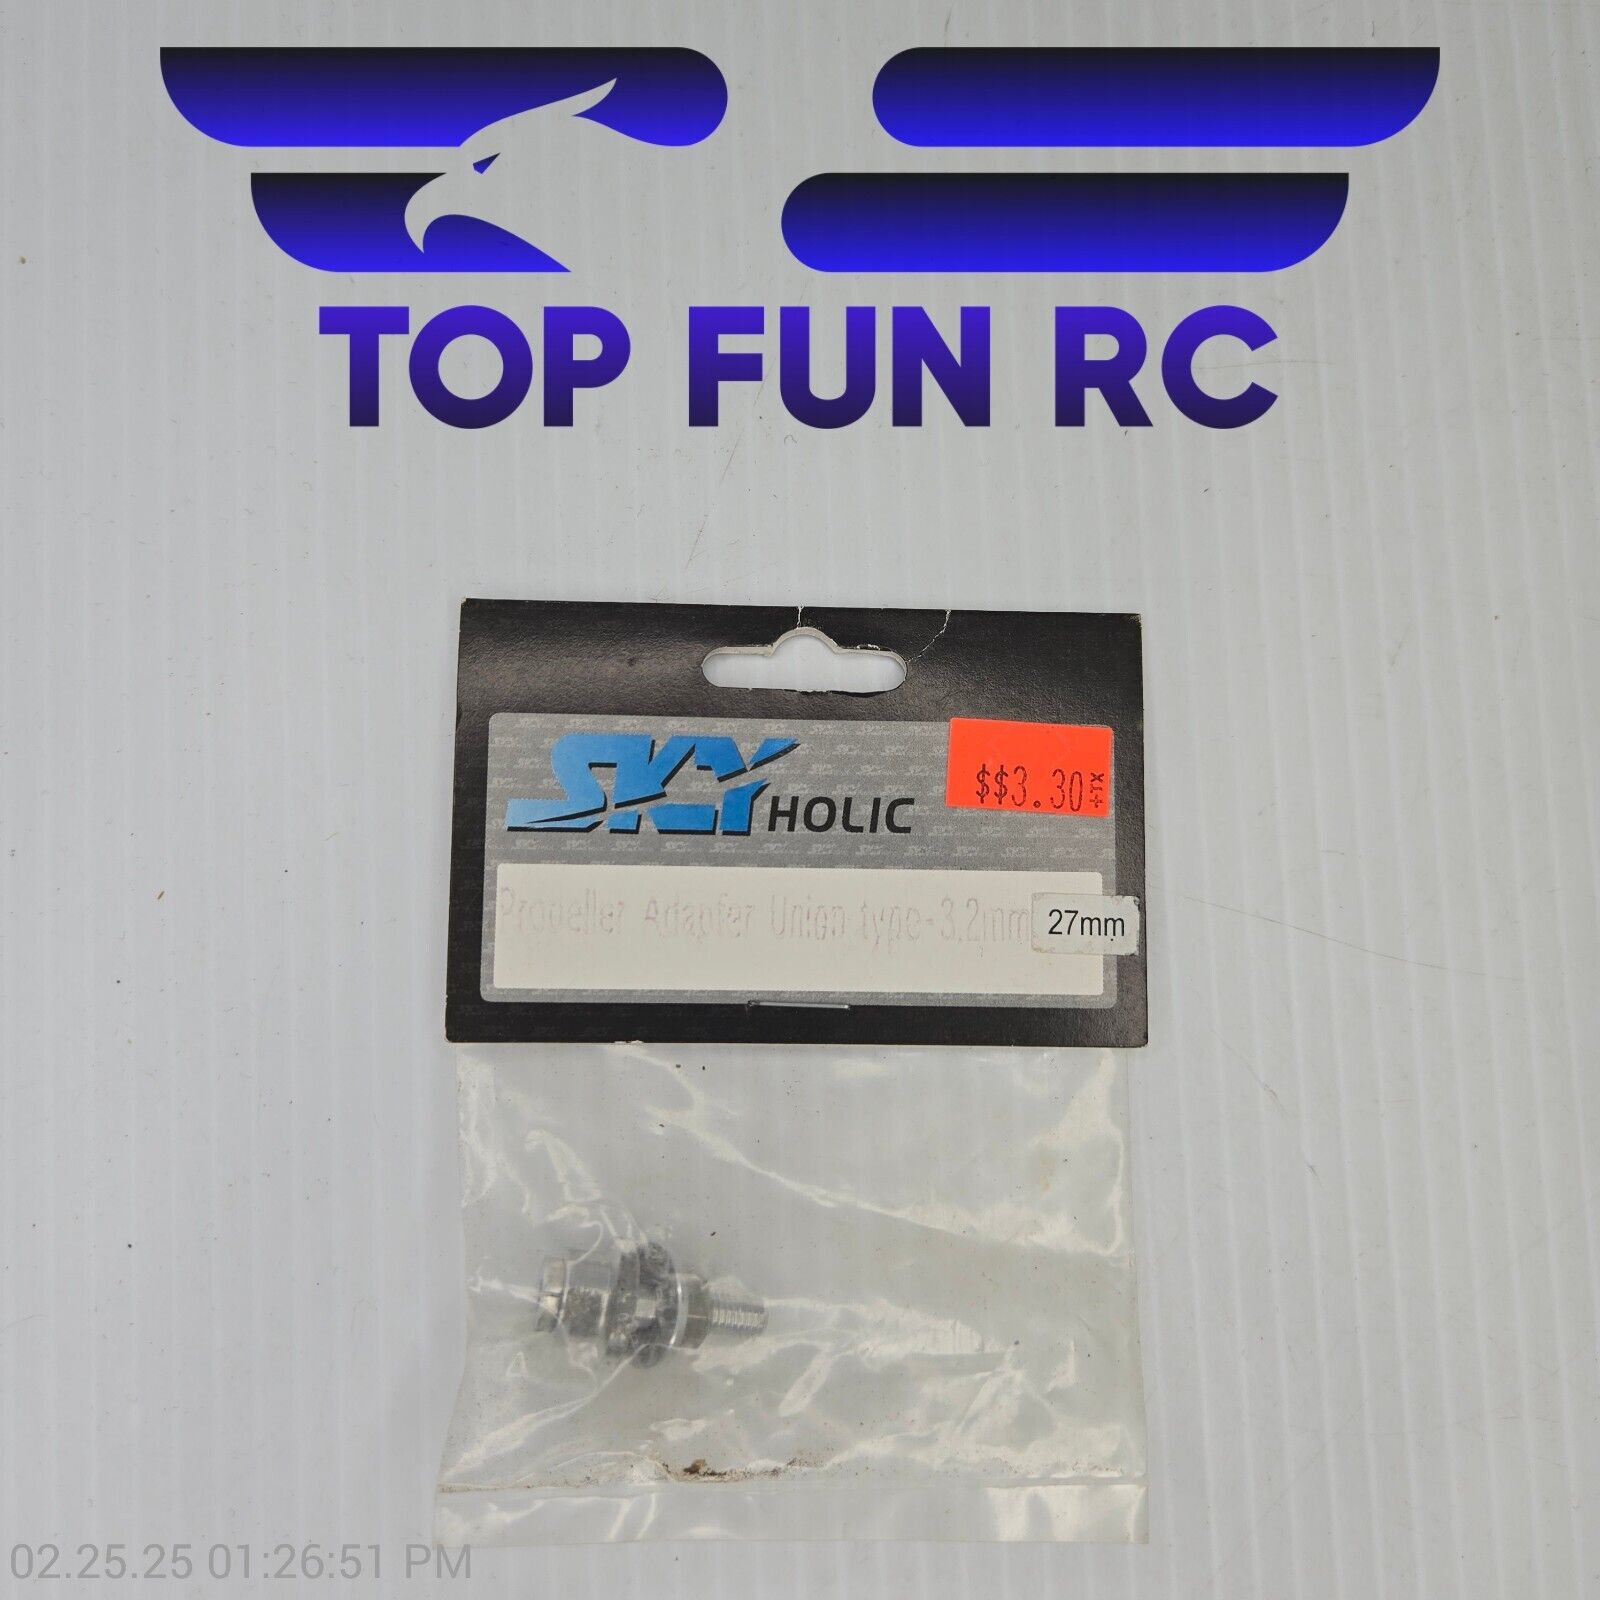 TOP FUN RC
SKY HOLIC
$$3.30 +TX
Propeller Adapter Union type-3.2mm
27mm
02.25.25 01:26:51 PM